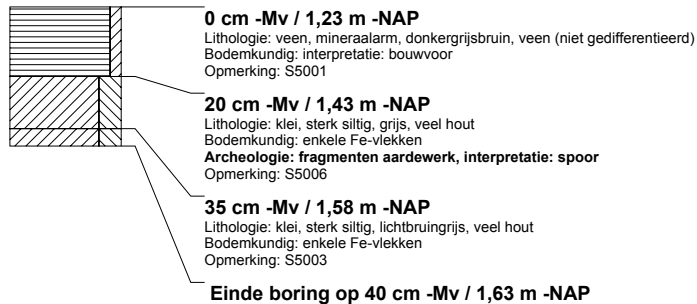 0 cm -Mv / 1,23 m -NAP
Lithologie: veen, mineraalarm, donkergrijsbruin, veen (niet gedifferentieerd)
Bodemkundig: interpretatie: bouwvoor
Opmerking: S5001
20 cm -Mv / 1,43 m -NAP
Lithologie: klei, sterk siltig, grijs, veel hout
Bodemkundig: enkele Fe-vlekken
Archeologie: fragmenten aardewerk, interpretatie: spoor
Opmerking: S5006
35 cm -Mv / 1,58 m -NAP
Lithologie: klei, sterk siltig, lichtbruingrijs, veel hout
Bodemkundig: enkele Fe-vlekken
Opmerking: S5003
Einde boring op 40 cm -Mv / 1,63 m -NAP